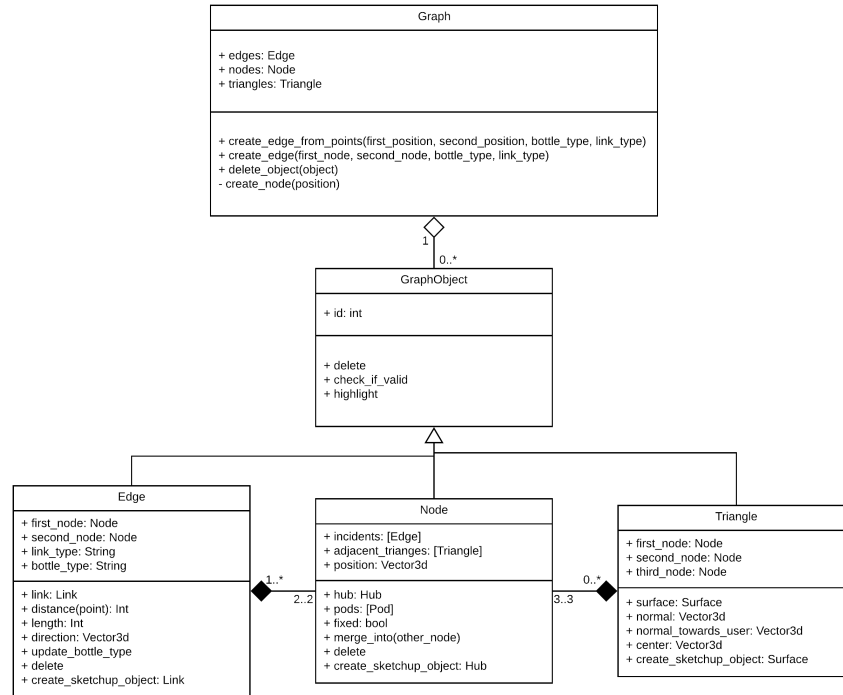 Graph
+ edges: Edge
+ nodes: Node
+ triangles: Triangle
+ create_edge_from_points(first_position, second_position, bottle_type, link_type)
+ create_edge(first_node, second_node, bottle_type, link_type)
+ delete_object(object)
- create_node(position)
1
0..*
GraphObject
+ id: int
+ delete
+ check_if_valid
+ highlight
Edge
+ first_node: Node
+ second_node: Node
+ link_type: String
+ bottle_type: String
+ link: Link
+ distance(point): Int
+ length: Int
+ direction: Vector3d
+ update_bottle_type
+ delete
+ create_sketchup_object: Link
1..*
2..2
Node
+ incidents: [Edge]
+ adjacent_trianges: [Triangle]
+ position: Vector3d
+ hub: Hub
+ pods: [Pod]
+ fixed: bool
+ merge_into(other_node)
+ delete
+ create_sketchup_object: Hub
0..*
3..3
Triangle
+ first_node: Node
+ second_node: Node
+ third_node: Node
+ surface: Surface
+ normal: Vector3d
+ normal_towards_user: Vector3d
+ center: Vector3d
+ create_sketchup_object: Surface